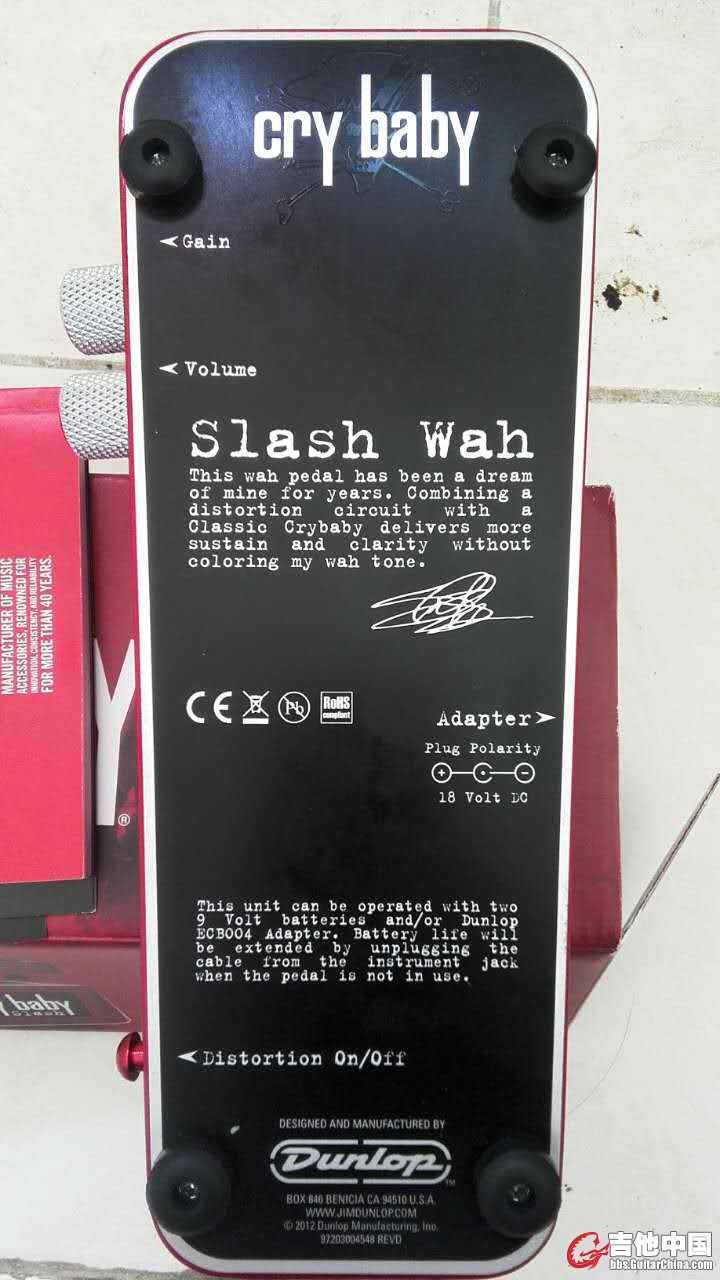 cry baby
Gain
Volume
Slash Wah
This wah pedal has been a dream
of mine for years. Combining a
distortion circuit with a
Classic Crybaby delivers more
sustain and clarity without
coloring my wah tone.
CE
Pb
RoHS
compliant
Adapter
Plug Polarity
18 Volt DC
This unit can be operated with two
9 Volt batteries and/or Dunlop
ECB004 Adapter. Battery life will
be extended by unplugging the
cable from the instrument jack
when the pedal is not in use.
Distortion On/Off
DESIGNED AND MANUFACTURED BY
Dunlop™
BOX 846 BENICIA CA 94510 U.S.A.
WWW.JIMDUNLOP.COM
© 2012 Dunlop Manufacturing, Inc.
97203004548 REVD
MANUFACTURER OF MUSIC
ACCESSORIES, RENOWNED FOR
INNOVATION, CONSISTENCY, AND RELIABILITY
FOR MORE THAN 40 YEARS.
Y®
y baby
Slash
吉他中国
bbs.GuitarChina.com